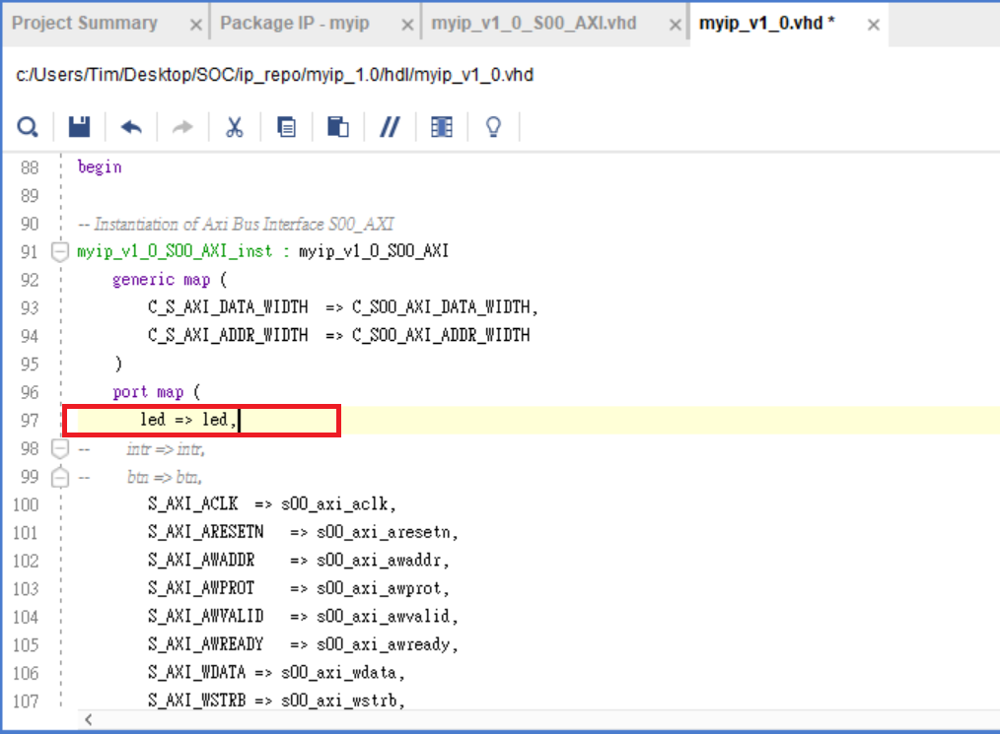 Project Summary × Package IP - myip × myip_v1_0_S00_AXI.vhd × myip_v1_0.vhd * ×
c:/Users/Tim/Desktop/SOC/ip_repo/myip_1.0/hdl/myip_v1_0.vhd
88 begin
89
90 -- Instantiation of Axi Bus Interface S00_AXI
91 myip_v1_0_S00_AXI_inst : myip_v1_0_S00_AXI
92 generic map (
93 C_S_AXI_DATA_WIDTH => C_S00_AXI_DATA_WIDTH,
94 C_S_AXI_ADDR_WIDTH => C_S00_AXI_ADDR_WIDTH
95 )
96 port map (
97 led => led,
98 -- intr => intr,
99 -- btn => btn,
100 S_AXI_ACLK => s00_axi_aclk,
101 S_AXI_ARESETN => s00_axi_aresetn,
102 S_AXI_AWADDR => s00_axi_awaddr,
103 S_AXI_AWPROT => s00_axi_awprot,
104 S_AXI_AWVALID => s00_axi_awvalid,
105 S_AXI_AWREADY => s00_axi_awready,
106 S_AXI_WDATA => s00_axi_wdata,
107 S_AXI_WSTRB => s00_axi_wstrb,